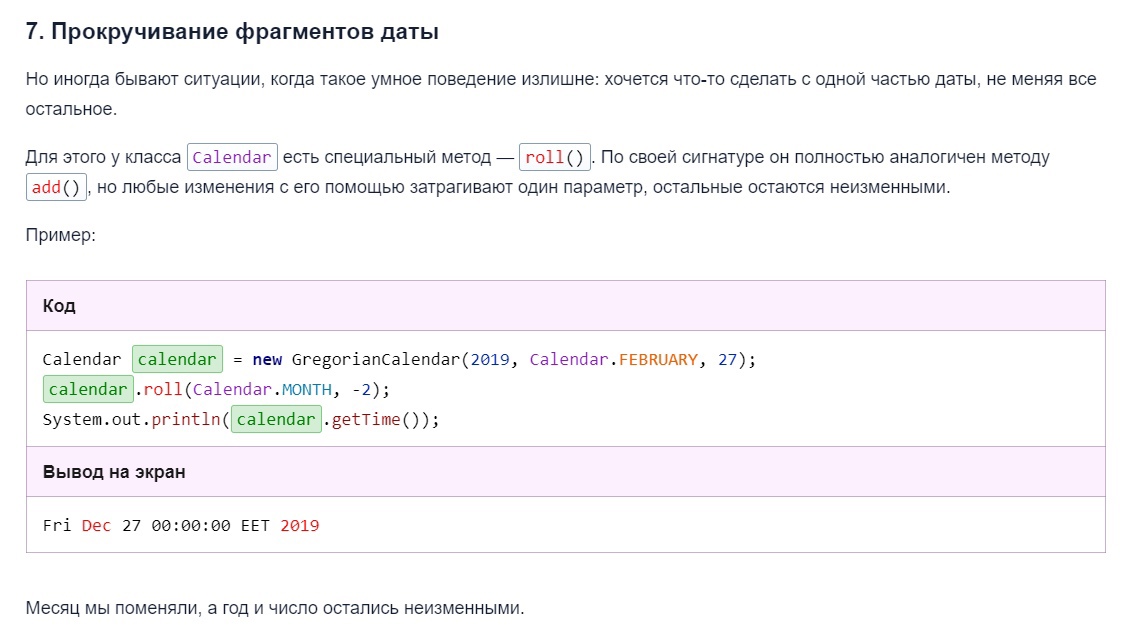 7. Прокручивание фрагментов даты
Но иногда бывают ситуации, когда такое умное поведение излишне: хочется что-то сделать с одной частью даты, не меняя все
остальное.
Для этого у класса Calendar есть специальный метод — roll(). По своей сигнатуре он полностью аналогичен методу
add(), но любые изменения с его помощью затрагивают один параметр, остальные остаются неизменными.
Пример:
Код
Calendar calendar = new GregorianCalendar(2019, Calendar.FEBRUARY, 27);
calendar.roll(Calendar.MONTH, -2);
System.out.println(calendar.getTime());
Вывод на экран
Fri Dec 27 00:00:00 EET 2019
Месяц мы поменяли, а год и число остались неизменными.